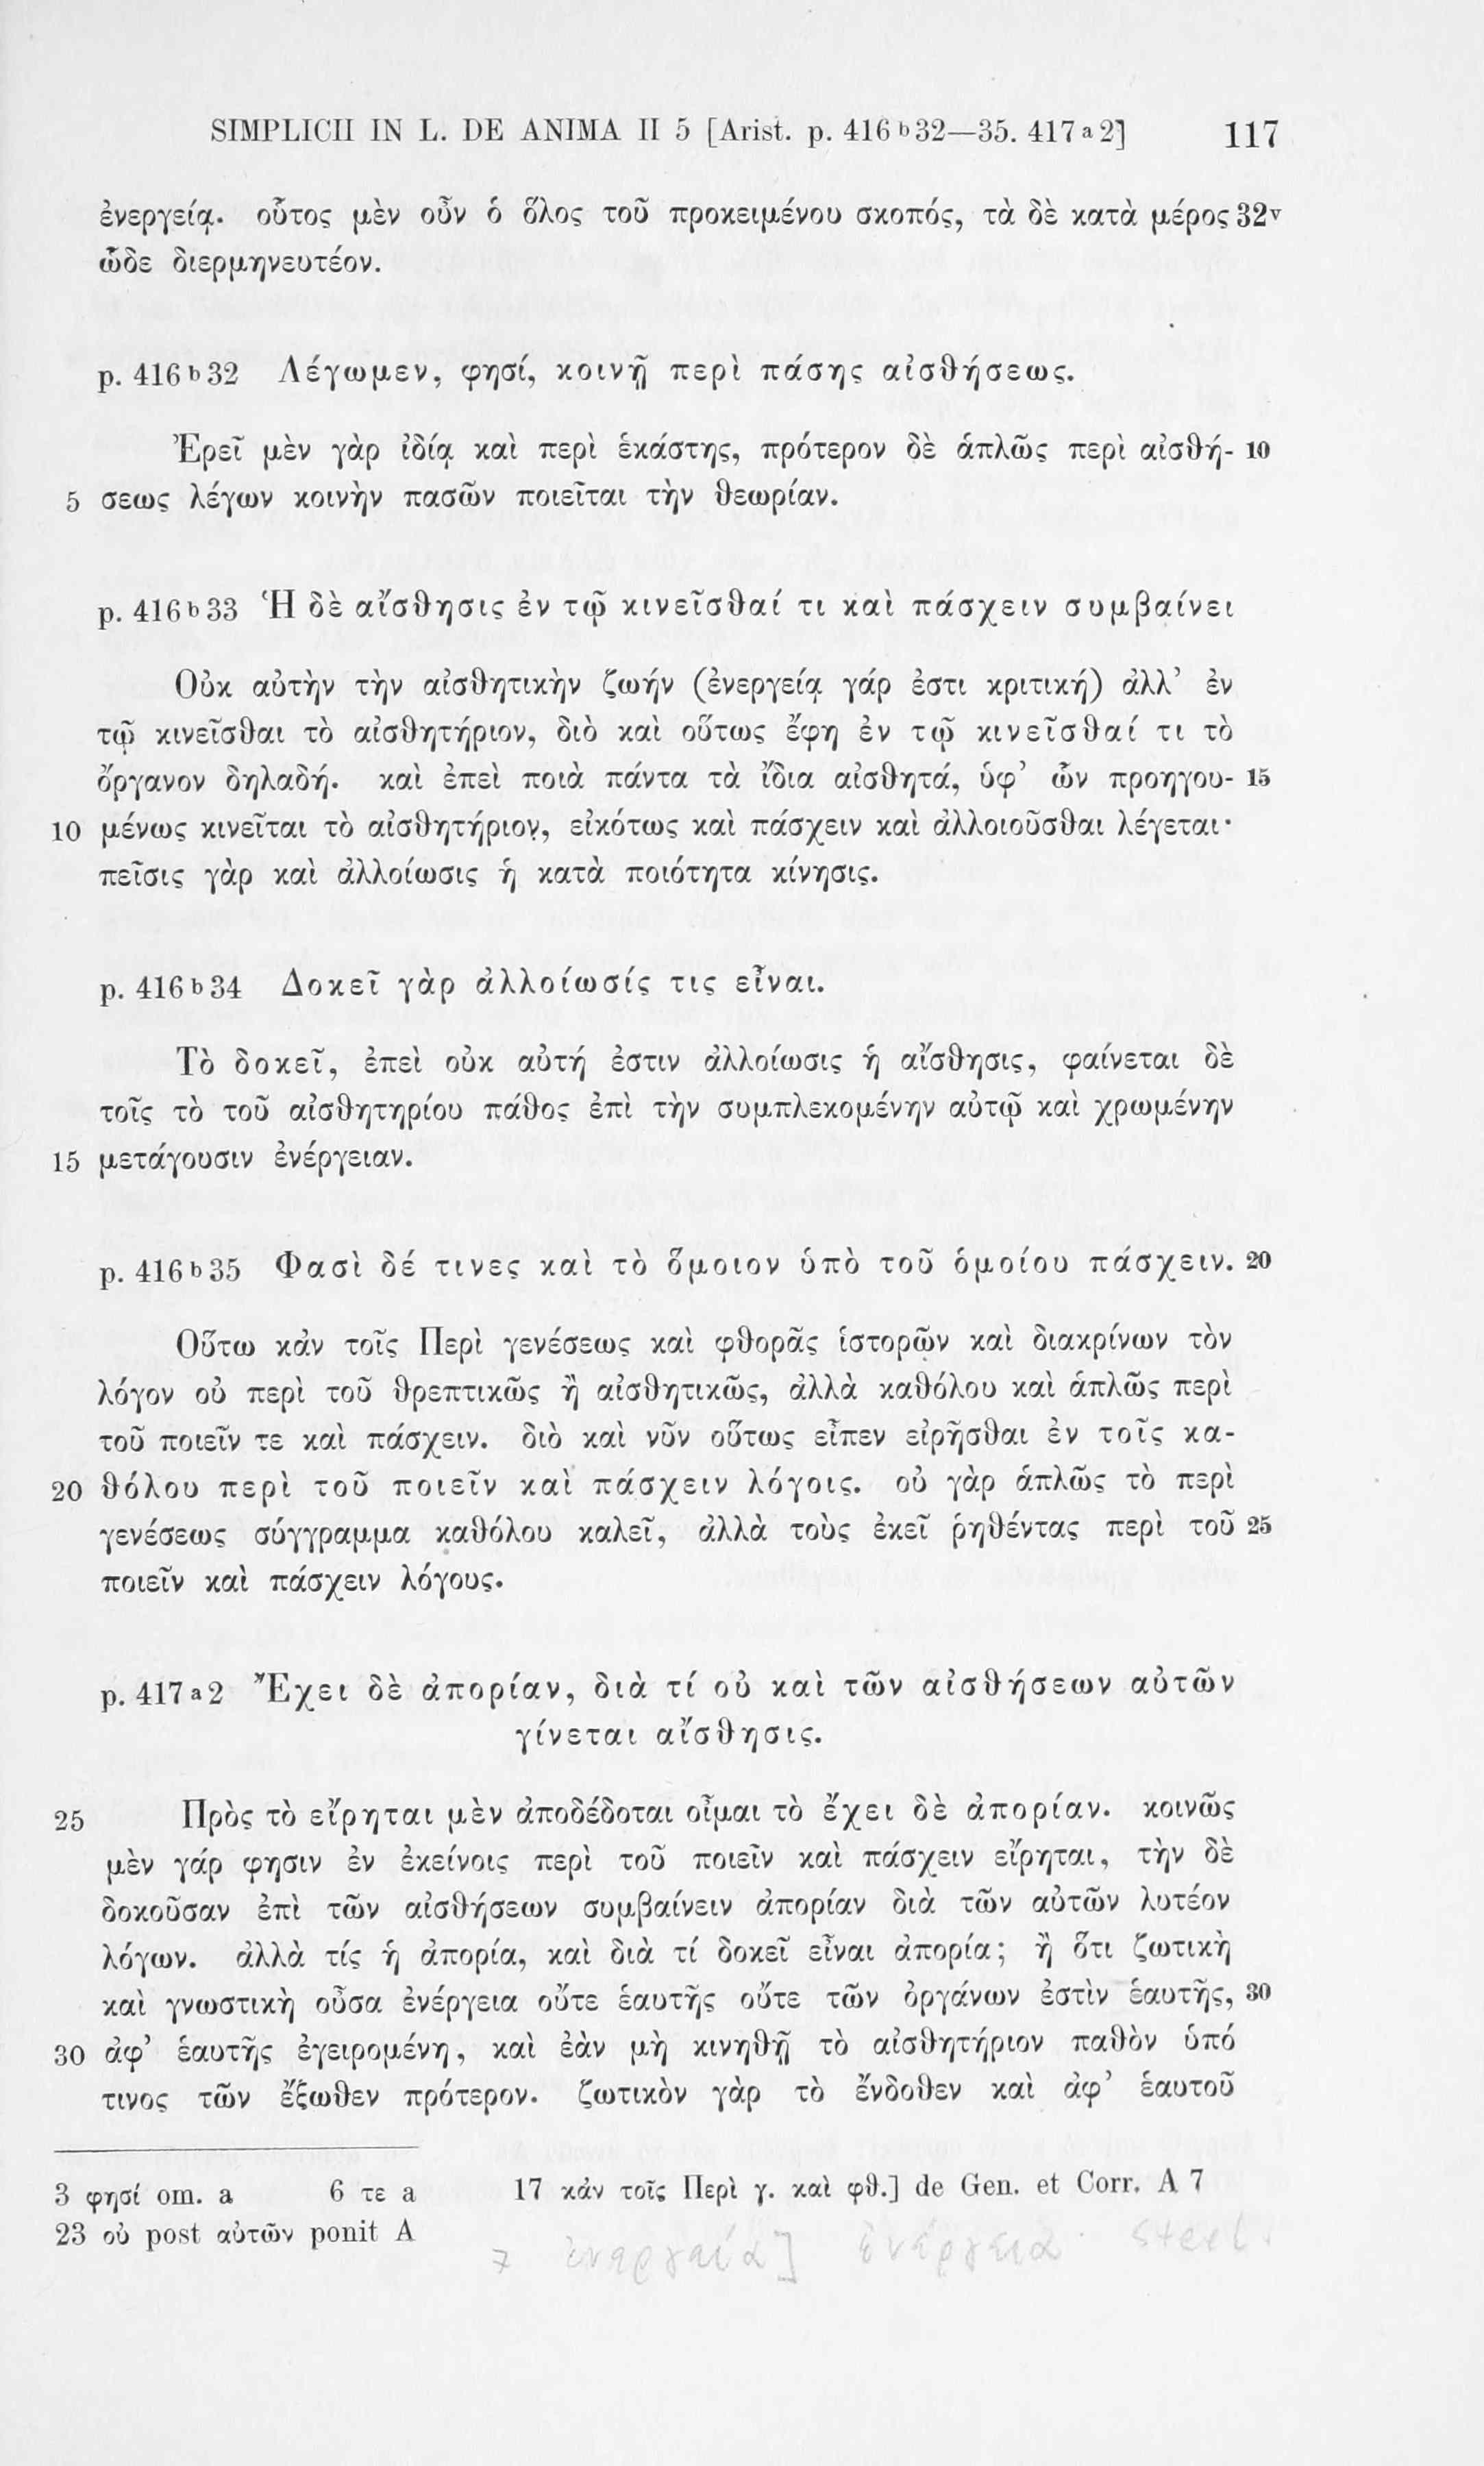 SIMPLICII IN L. DE ANIMA II 5 [Arist. p. 416 b 32—35. 417 a 2] 117
ἐνεργείᾳ. οὗτος μὲν οὖν ὁ ὅλος τοῦ προκειμένου σκοπός, τὰ δὲ κατὰ μέρος 32v
ὧδε διερμηνευτέον.
p. 416 b 32 Λέγωμεν, φησί, κοινῇ περὶ πάσης αἰσθήσεως.
Ἐρεῖ μὲν γὰρ ἰδίᾳ καὶ περὶ ἑκάστης, πρότερον δὲ ἁπλῶς περὶ αἰσθή- 10
5 σεως λέγων κοινὴν πασῶν ποιεῖται τὴν θεωρίαν.
p. 416 b 33 Ἡ δὲ αἴσθησις ἐν τῷ κινεῖσθαί τι καὶ πάσχειν συμβαίνει
Οὐκ αὐτὴν τὴν αἰσθητικὴν ζωήν (ἐνεργείᾳ γάρ ἐστι κριτική) ἀλλ’ ἐν
τῷ κινεῖσθαι τὸ αἰσθητήριον, διὸ καὶ οὕτως ἔφη ἐν τῷ κινεῖσθαί τι τὸ
ὄργανον δηλαδή. καὶ ἐπεὶ ποιὰ πάντα τὰ ἴδια αἰσθητά, ὑφ’ ὧν προηγου- 15
10 μένως κινεῖται τὸ αἰσθητήριον, εἰκότως καὶ πάσχειν καὶ ἀλλοιοῦσθαι λέγεται·
πεῖσις γὰρ καὶ ἀλλοίωσις ἡ κατὰ ποιότητα κίνησις.
p. 416 b 34 Δοκεῖ γὰρ ἀλλοίωσίς τις εἶναι.
Τὸ δοκεῖ, ἐπεὶ οὐκ αὐτή ἐστιν ἀλλοίωσις ἡ αἴσθησις, φαίνεται δὲ
τοῖς τὸ τοῦ αἰσθητηρίου πάθος ἐπὶ τὴν συμπλεκομένην αὐτῷ καὶ χρωμένην
15 μετάγουσιν ἐνέργειαν.
p. 416 b 35 Φασὶ δέ τινες καὶ τὸ ὅμοιον ὑπὸ τοῦ ὁμοίου πάσχειν. 20
Οὕτω κἀν τοῖς Περὶ γενέσεως καὶ φθορᾶς ἱστορῶν καὶ διακρίνων τὸν
λόγον οὐ περὶ τοῦ θρεπτικῶς ἢ αἰσθητικῶς, ἀλλὰ καθόλου καὶ ἁπλῶς περὶ
τοῦ ποιεῖν τε καὶ πάσχειν. διὸ καὶ νῦν οὕτως εἶπεν εἰρῆσθαι ἐν τοῖς κα-
20 θόλου περὶ τοῦ ποιεῖν καὶ πάσχειν λόγοις. οὐ γὰρ ἁπλῶς τὸ περὶ
γενέσεως σύγγραμμα καθόλου καλεῖ, ἀλλὰ τοὺς ἐκεῖ ῥηθέντας περὶ τοῦ 25
ποιεῖν καὶ πάσχειν λόγους.
p. 417 a 2 Ἔχει δὲ ἀπορίαν, διὰ τί οὐ καὶ τῶν αἰσθήσεων αὐτῶν
γίνεται αἴσθησις.
25 Πρὸς τὸ εἴρηται μὲν ἀποδέδοται οἶμαι τὸ ἔχει δὲ ἀπορίαν. κοινῶς
μὲν γάρ φησιν ἐν ἐκείνοις περὶ τοῦ ποιεῖν καὶ πάσχειν εἴρηται, τὴν δὲ
δοκοῦσαν ἐπὶ τῶν αἰσθήσεων συμβαίνειν ἀπορίαν διὰ τῶν αὐτῶν λυτέον
λόγων. ἀλλὰ τίς ἡ ἀπορία, καὶ διὰ τί δοκεῖ εἶναι ἀπορία; ἢ ὅτι ζωτικὴ
καὶ γνωστικὴ οὖσα ἐνέργεια οὔτε ἑαυτῆς οὔτε τῶν ὀργάνων ἐστὶν ἑαυτῆς, 30
30 ἀφ’ ἑαυτῆς ἐγειρομένη, καὶ ἐὰν μὴ κινηθῇ τὸ αἰσθητήριον παθὸν ὑπό
τινος τῶν ἔξωθεν πρότερον. ζωτικὸν γὰρ τὸ ἔνδοθεν καὶ ἀφ’ ἑαυτοῦ
3 φησί om. a 6 τε a 17 κἀν τοῖς Περὶ γ. καὶ φθ.] de Gen. et Corr. A 7
23 οὐ post αὐτῶν ponit A
7 ἐνεργείᾳ] ἐνέργεια Steel.